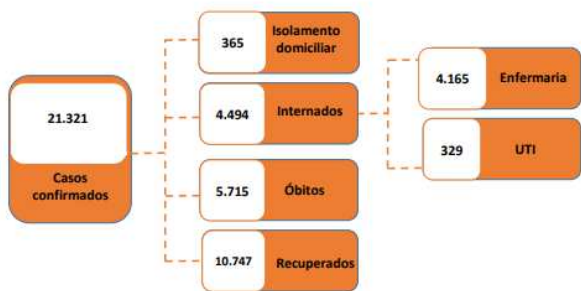 21.321
Casos
confirmados
365
Isolamento
domiciliar
4.494
Internados
5.715
Óbitos
10.747
Recuperados
4.165
Enfermaria
329
UTI